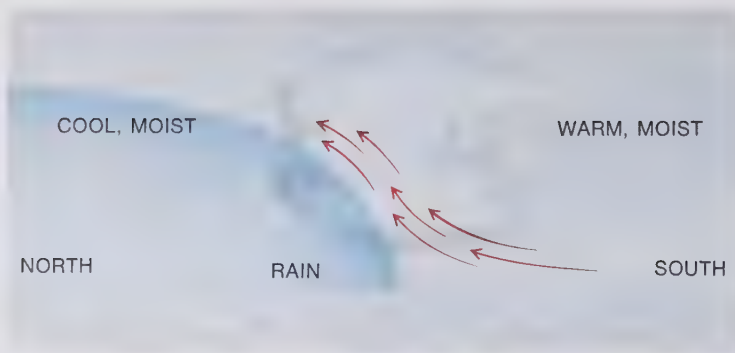 COOL, MOIST
WARM, MOIST
NORTH
RAIN
SOUTH